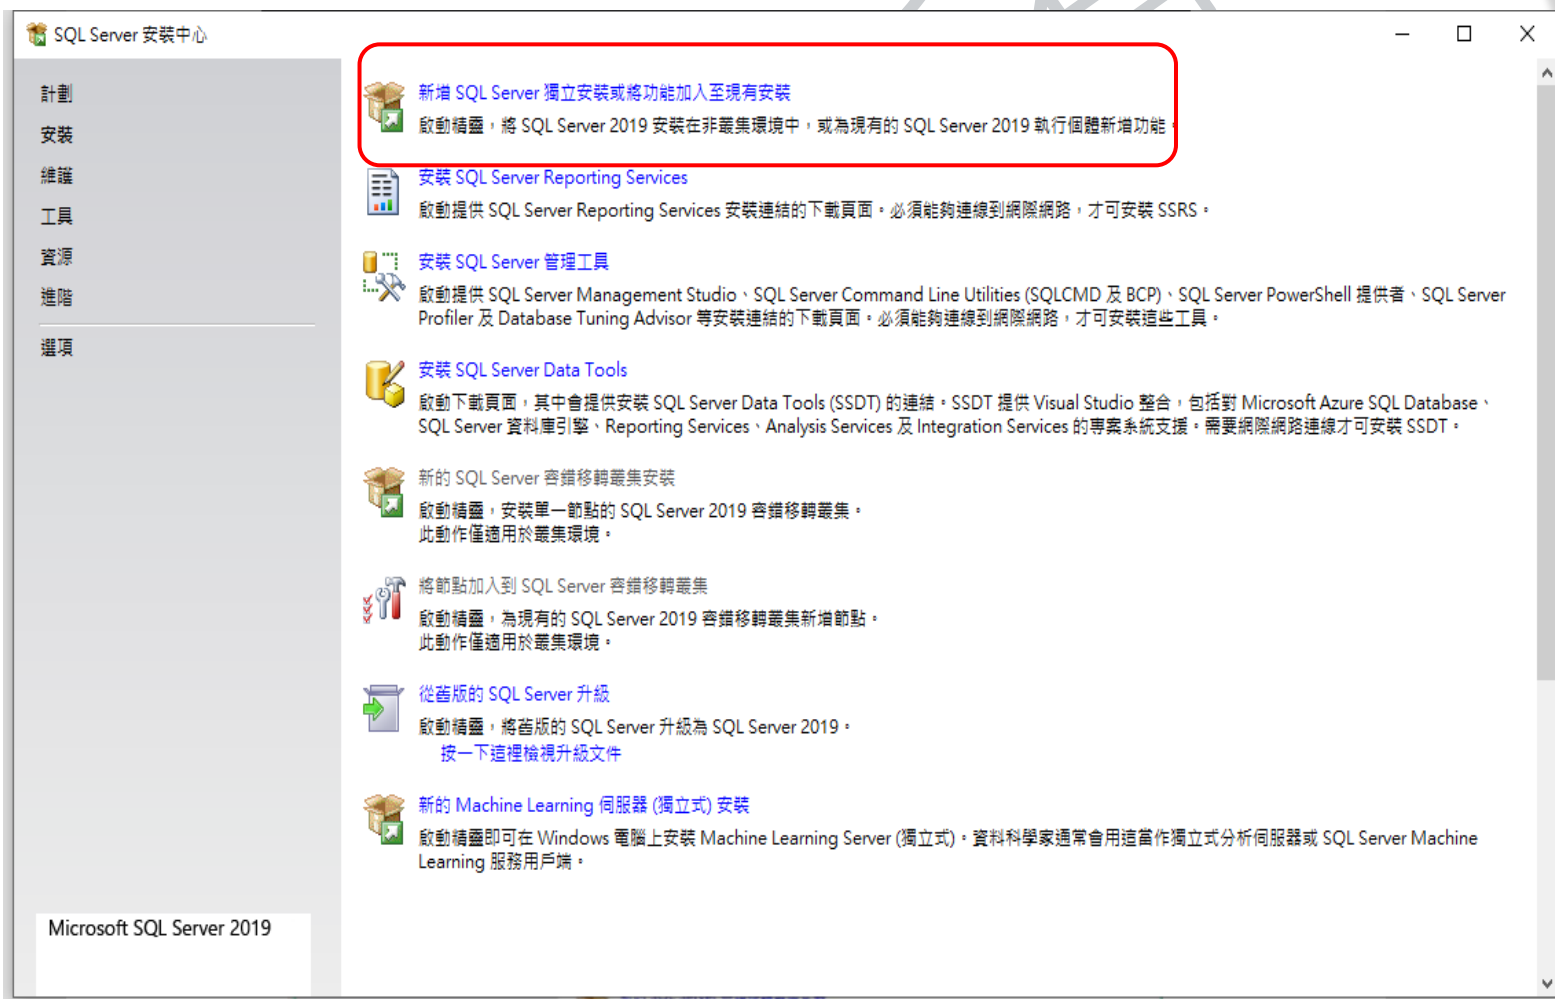 SQL Server 安裝中心
計劃
安裝
維護
工具
資源
進階
選項
Microsoft SQL Server 2019
新增 SQL Server 獨立安裝或將功能加入至現有安裝
啟動精靈，將 SQL Server 2019 安裝在非叢集環境中，或為現有的 SQL Server 2019 執行個體新增功能。
安裝 SQL Server Reporting Services
啟動提供 SQL Server Reporting Services 安裝連結的下載頁面。必須能夠連線到網際網路，才可安裝 SSRS。
安裝 SQL Server 管理工具
啟動提供 SQL Server Management Studio、SQL Server Command Line Utilities (SQLCMD 及 BCP)、SQL Server PowerShell 提供者、SQL Server
Profiler 及 Database Tuning Advisor 等安裝連結的下載頁面。必須能夠連線到網際網路，才可安裝這些工具。
安裝 SQL Server Data Tools
啟動下載頁面，其中會提供安裝 SQL Server Data Tools (SSDT) 的連結。SSDT 提供 Visual Studio 整合，包括對 Microsoft Azure SQL Database、
SQL Server 資料庫引擎、Reporting Services、Analysis Services 及 Integration Services 的專案系統支援。需要網際網路連線才可安裝 SSDT。
新的 SQL Server 容錯移轉叢集安裝
啟動精靈，安裝單一節點的 SQL Server 2019 容錯移轉叢集。
此動作僅適用於叢集環境。
將節點加入到 SQL Server 容錯移轉叢集
啟動精靈，為現有的 SQL Server 2019 容錯移轉叢集新增節點。
此動作僅適用於叢集環境。
從舊版的 SQL Server 升級
啟動精靈，將舊版的 SQL Server 升級為 SQL Server 2019。
按一下這裡檢視升級文件
新的 Machine Learning 伺服器 (獨立式) 安裝
啟動精靈即可在 Windows 電腦上安裝 Machine Learning Server (獨立式)。資料科學家通常會用這當作獨立式分析伺服器或 SQL Server Machine
Learning 服務用戶端。